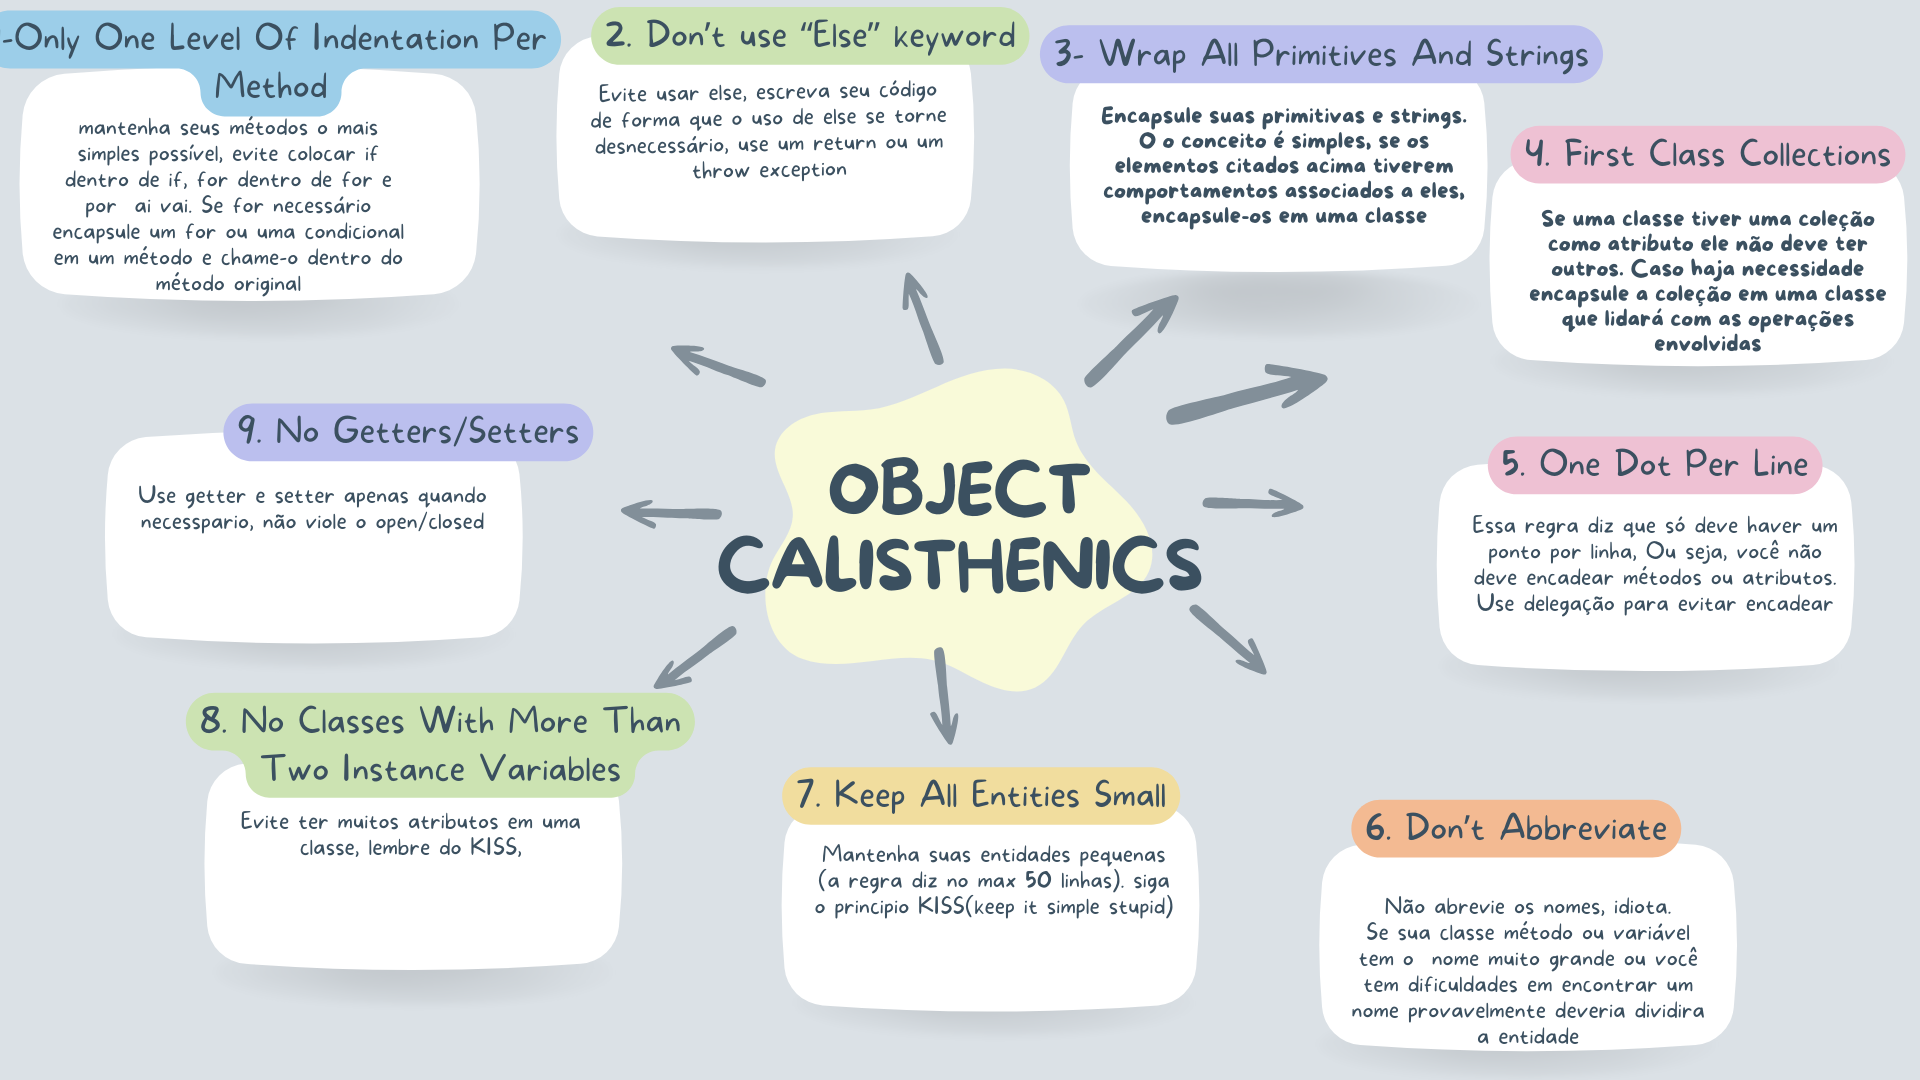 -Only One Level Of Indentation Per
Method
mantenha seus métodos o mais
simples possível, evite colocar if
dentro de if, for dentro de for e
por ai vai. Se for necessário
encapsule um for ou uma condicional
em um método e chame-o dentro do
método original
2. Don't use “Else” keyword
Evite usar else, escreva seu código
de forma que o uso de else se torne
desnecessário, use um return ou um
throw exception
3- Wrap All Primitives And Strings
Encapsule suas primitivas e strings.
O o conceito é simples, se os
elementos citados acima tiverem
comportamentos associados a eles,
encapsule-os em uma classe
4. First Class Collections
Se uma classe tiver uma coleção
como atributo ele não deve ter
outros. Caso haja necessidade
encapsule a coleção em uma classe
que lidará com as operações
envolvidas
OBJECT
CALISTHENICS
5. One Dot Per Line
Essa regra diz que só deve haver um
ponto por linha, Ou seja, você não
deve encadear métodos ou atributos.
Use delegação para evitar encadear
6. Don't Abbreviate
Não abrevie os nomes, idiota.
Se sua classe método ou variável
tem o nome muito grande ou você
tem dificuldades em encontrar um
nome provavelmente deveria dividira
a entidade
7. Keep All Entities Small
Mantenha suas entidades pequenas
(a regra diz no max 50 linhas). siga
o principio KISS(keep it simple stupid)
8. No Classes With More Than
Two Instance Variables
Evite ter muitos atributos em uma
classe, lembre do KISS,
9. No Getters/Setters
Use getter e setter apenas quando
necesspario, não viole o open/closed